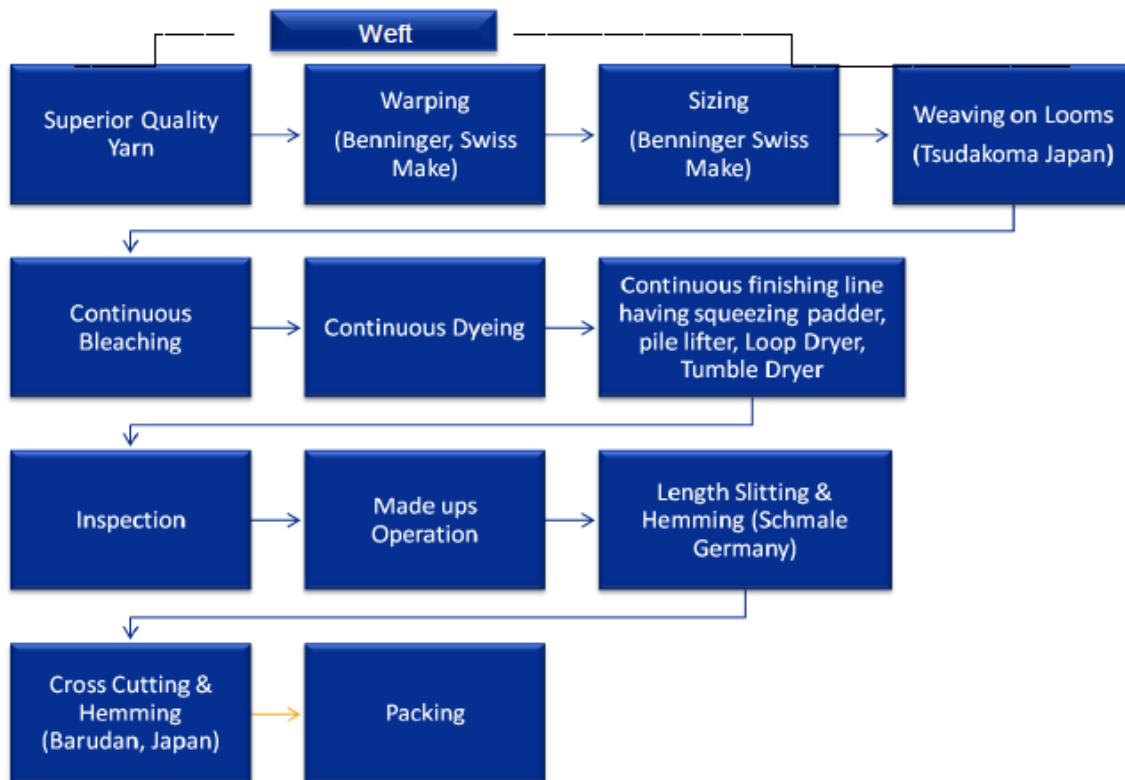 Weft
Superior Quality
Yarn
Warping
(Benninger, Swiss
Make)
Sizing
(Benninger Swiss
Make)
Weaving on Looms
(Tsudakoma Japan)
Continuous
Bleaching
Continuous Dyeing
Continuous finishing line
having squeezing padder,
pile lifter, Loop Dryer,
Tumble Dryer
Inspection
Made ups
Operation
Length Slitting &
Hemming (Schmale
Germany)
Cross Cutting &
Hemming
(Barudan, Japan)
Packing